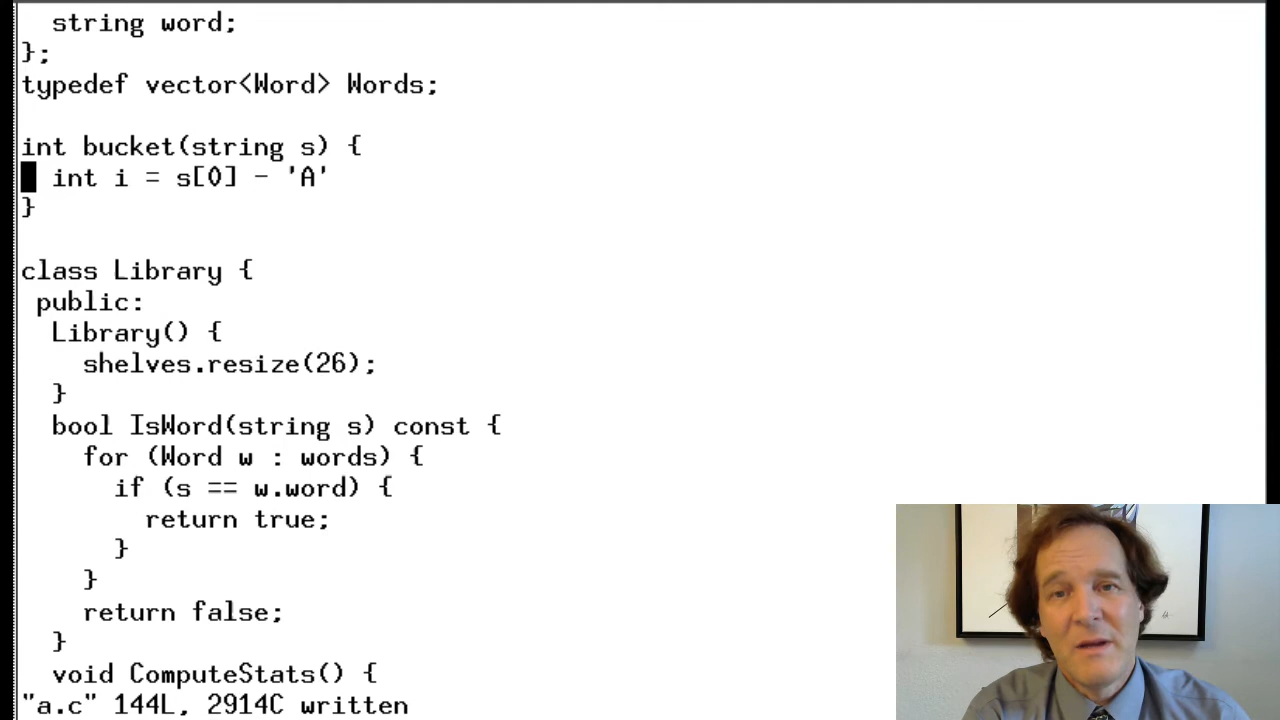 string word;
};
typedef vector<Word> Words;
int bucket(string s) {
int i = s[0] - 'A'
}
class Library {
public:
Library() {
shelves.resize(26);
}
bool IsWord(string s) const {
for (Word w : words) {
if (s == w.word) {
return true;
}
}
return false;
}
void ComputeStats() {
"a.c" 144L, 2914C written